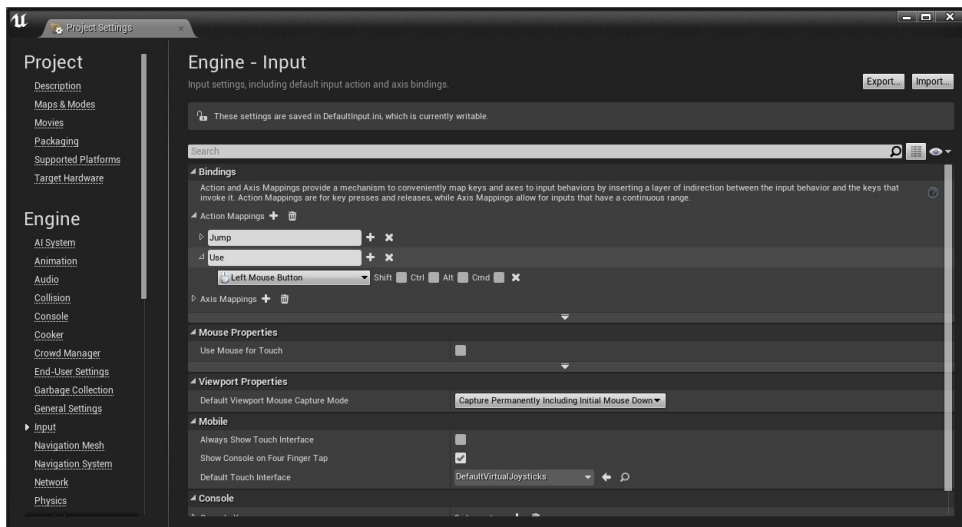 Project Settings
Project
Description
Maps & Modes
Movies
Packaging
Supported Platforms
Target Hardware
Engine
AI System
Animation
Audio
Collision
Console
Cooker
Crowd Manager
End-User Settings
Garbage Collection
General Settings
Input
Navigation Mesh
Navigation System
Network
Physics
Engine - Input
Input settings, including default input action and axis bindings.
Export... Import...
These settings are saved in DefaultInput.ini, which is currently writable.
Search
Bindings
Action and Axis Mappings provide a mechanism to conveniently map keys and axes to input behaviors by inserting a layer of indirection between the input behavior and the keys that
invoke it. Action Mappings are for key presses and releases, while Axis Mappings allow for inputs that have a continuous range.
Action Mappings
Jump
Use
Left Mouse Button Shift Ctrl Alt Cmd
Axis Mappings
Mouse Properties
Use Mouse for Touch
Viewport Properties
Default Viewport Mouse Capture Mode Capture Permanently Including Initial Mouse Down
Mobile
Always Show Touch Interface
Show Console on Four Finger Tap
Default Touch Interface DefaultVirtualJoysticks
Console